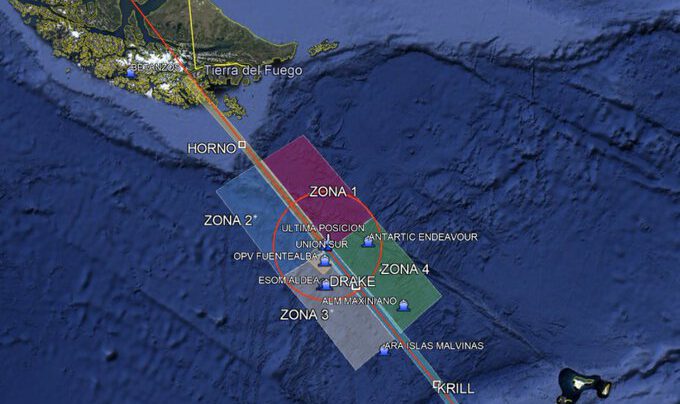 Tierra del Fuego
HORNO
ZONA 1
ZONA 2*
ULTIMA POSICION
ANTARTIC ENDEAVOUR
UNION SUR
OPV FUENTEALBA
ZONA 4
ESOM ALDEA
DRAKE
ALM MAXINIANO
ZONA 3*
ARA ISLAS MALVINAS
KRILL